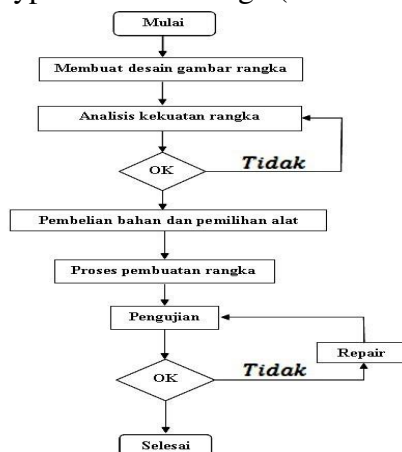 Mulai
Membuat desain gambar rangka
Analisis kekuatan rangka
OK
Tidak
Pembelian bahan dan pemilihan alat
Proses pembuatan rangka
Pengujian
Repair
OK
Tidak
Selesai